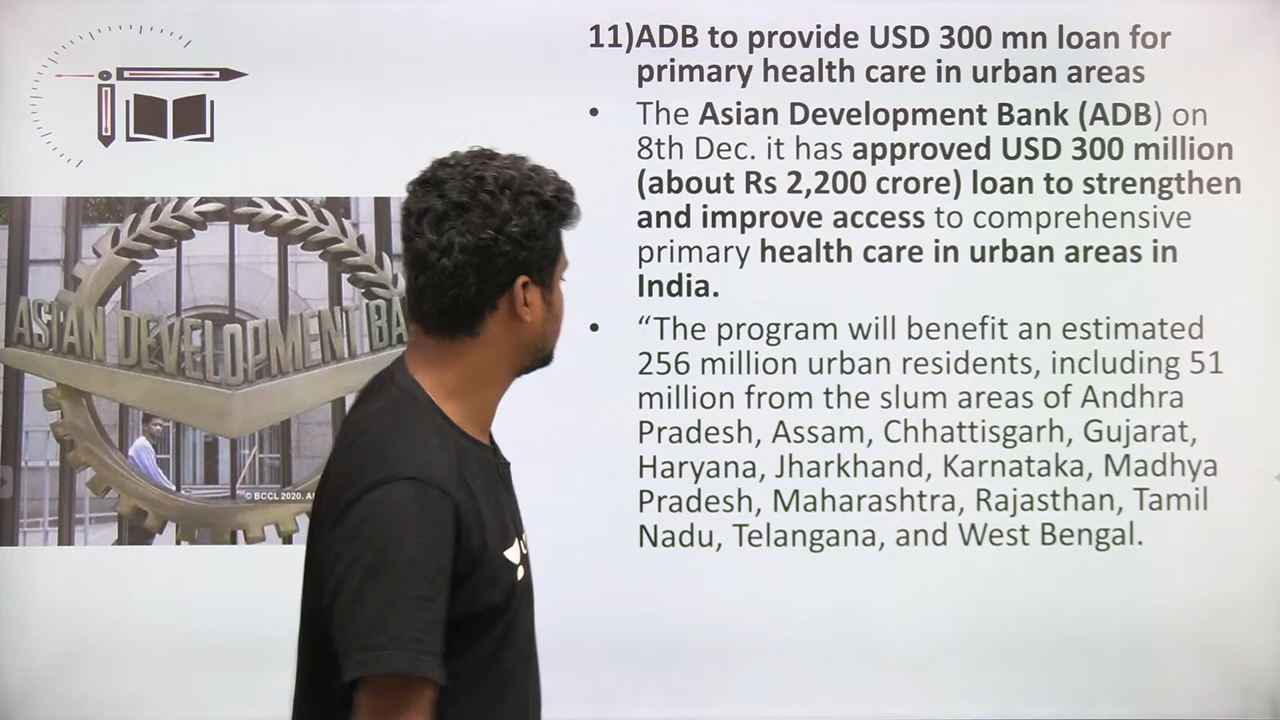 11)ADB to provide USD 300 mn loan for
primary health care in urban areas
• The Asian Development Bank (ADB) on
8th Dec. it has approved USD 300 million
(about Rs 2,200 crore) loan to strengthen
and improve access to comprehensive
primary health care in urban areas in
India.
• “The program will benefit an estimated
256 million urban residents, including 51
million from the slum areas of Andhra
Pradesh, Assam, Chhattisgarh, Gujarat,
Haryana, Jharkhand, Karnataka, Madhya
Pradesh, Maharashtra, Rajasthan, Tamil
Nadu, Telangana, and West Bengal.
ASIAN DEVELOPMENT BA
© BCCL 2020. A